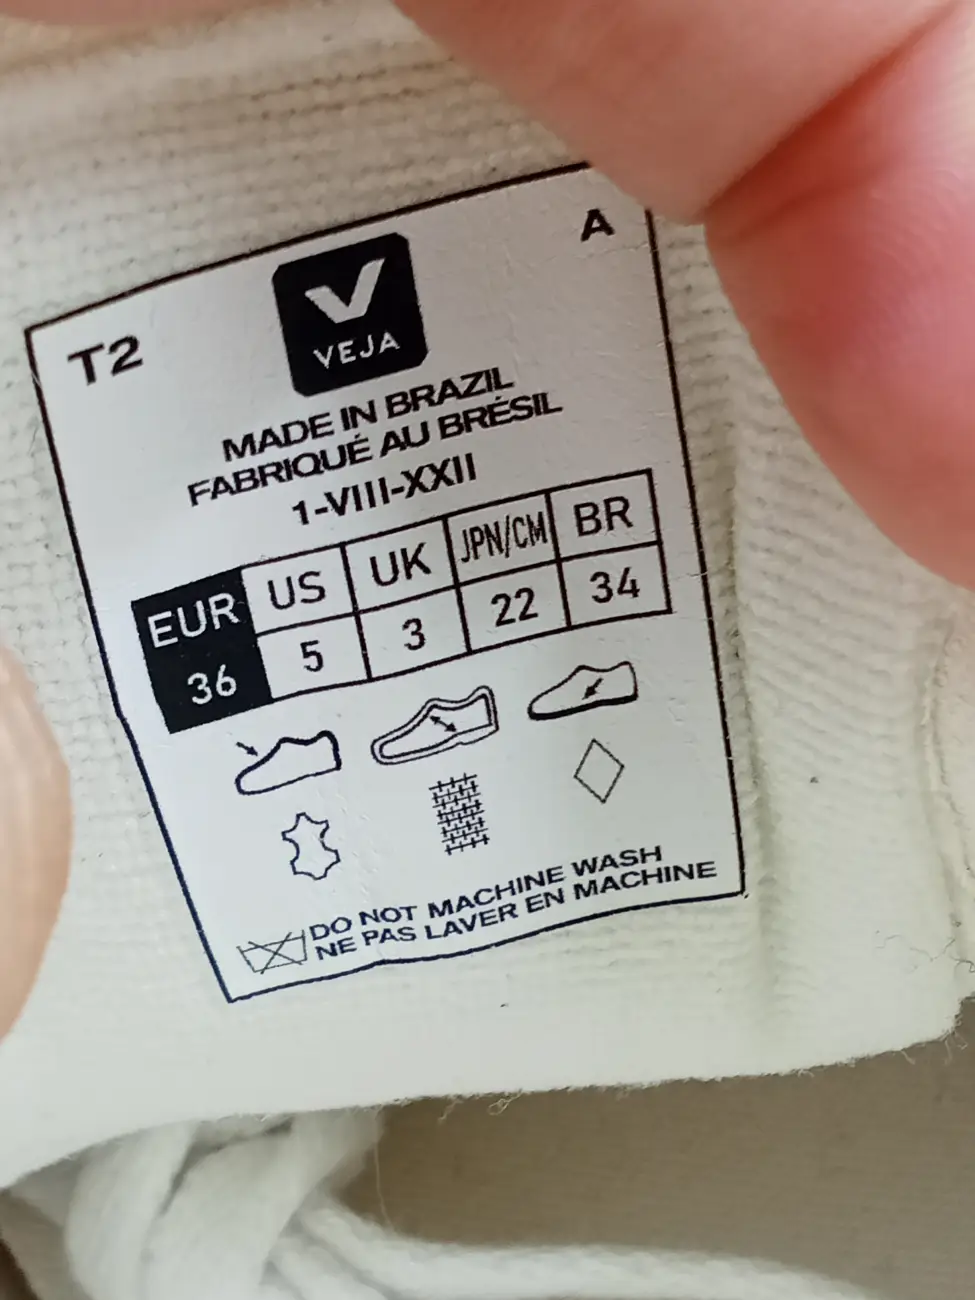 A
T2
VEJA
MADE IN BRAZIL
FABRIQUÉ AU BRÉSIL
1-VIII-XXII
EUR US UK JPN/CM BR
36 5 3 22 34
DO NOT MACHINE WASH
NE PAS LAVER EN MACHINE